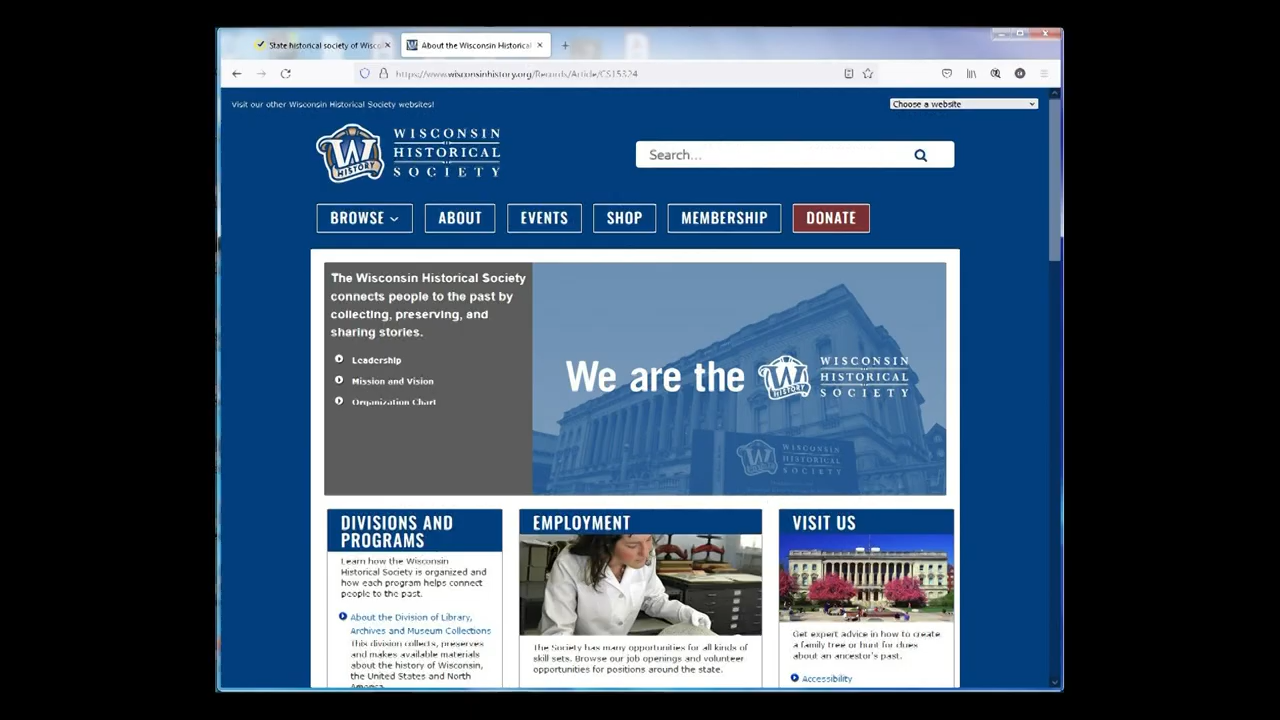 State historical society of Wisco
About the Wisconsin Historical
https://www.wisconsinhistory.org/Records/Article/CS15324
Visit our other Wisconsin Historical Society websites!
Choose a website
W
HISTORY
WISCONSIN
HISTORICAL
SOCIETY
Search...
BROWSE
ABOUT
EVENTS
SHOP
MEMBERSHIP
DONATE
The Wisconsin Historical Society
connects people to the past by
collecting, preserving, and
sharing stories.
Leadership
Mission and Vision
Organization Chart
We are the
W
HISTORY
WISCONSIN
HISTORICAL
SOCIETY
W
WISCONSIN
HISTORICAL
SOCIETY
DIVISIONS AND
PROGRAMS
Learn how the Wisconsin
Historical Society is organized and
how each program helps connect
people to the past.
About the Division of Library,
Archives and Museum Collections
This division collects, preserves
and makes available materials
about the history of Wisconsin,
the United States and North
America.
EMPLOYMENT
The Society has many opportunities for all kinds of
skill sets. Browse our job openings and volunteer
opportunities for positions around the state.
VISIT US
Get expert advice in how to create
a family tree or hunt for clues
about an ancestor's past.
Accessibility